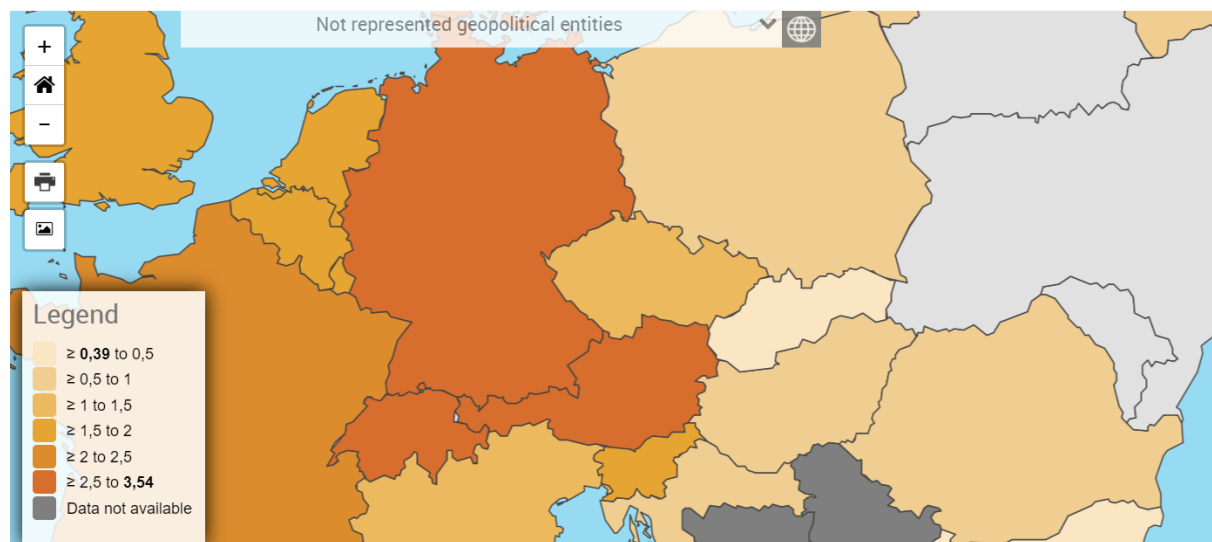 Not represented geopolitical entities
+
−
Legend
≥ 0,39 to 0,5
≥ 0,5 to 1
≥ 1 to 1,5
≥ 1,5 to 2
≥ 2 to 2,5
≥ 2,5 to 3,54
Data not available